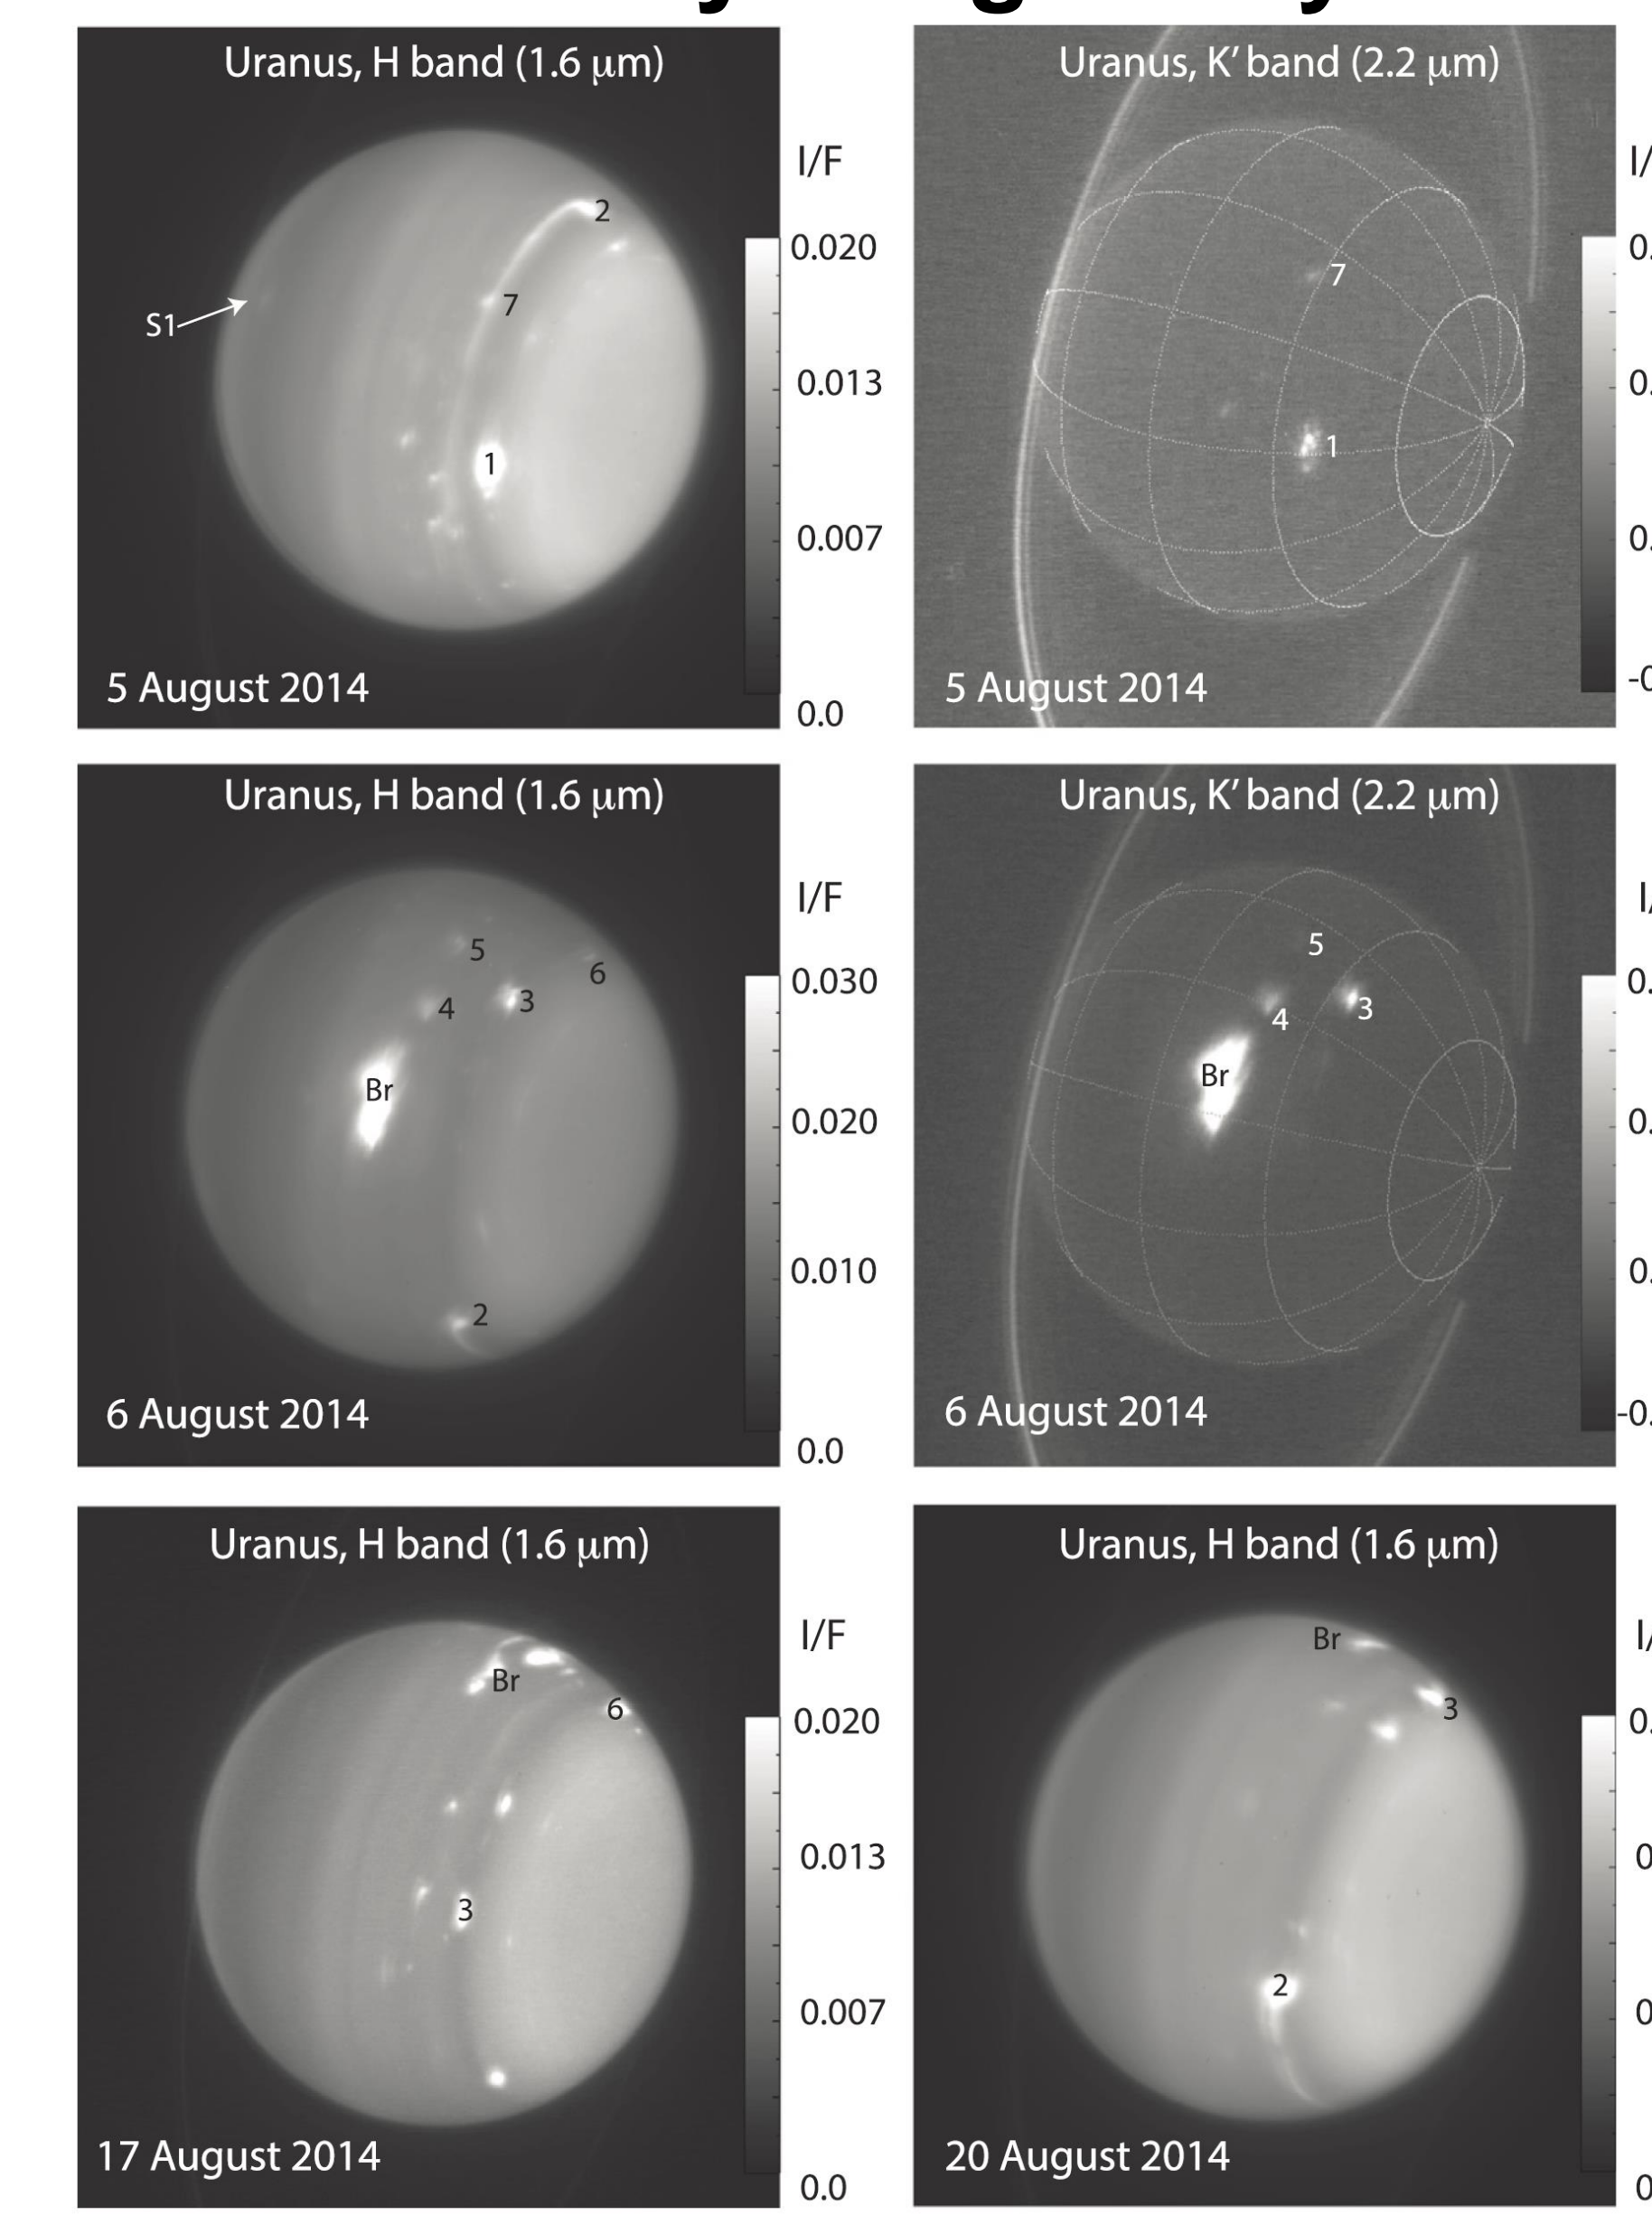 Uranus, H band (1.6 μm)
2
7
S1
1
5 August 2014
I/F
0.020
0.013
0.007
0.0
Uranus, K’ band (2.2 μm)
7
1
5 August 2014
Uranus, H band (1.6 μm)
5
6
4
3
Br
2
6 August 2014
I/F
0.030
0.020
0.010
0.0
Uranus, K’ band (2.2 μm)
5
4
3
Br
6 August 2014
Uranus, H band (1.6 μm)
Br
6
3
17 August 2014
I/F
0.020
0.013
0.007
0.0
Uranus, H band (1.6 μm)
Br
3
2
20 August 2014